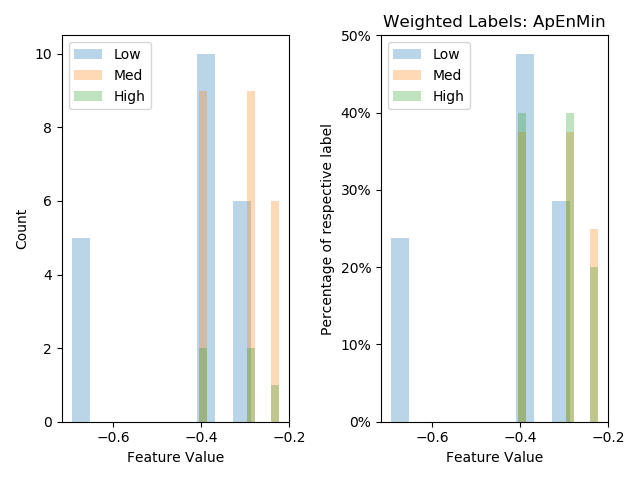 Weighted Labels: ApEnMin
Low
Med
High
10
8
6
4
2
0
Count
−0.6
−0.4
−0.2
Feature Value
Low
Med
High
50%
40%
30%
20%
10%
0%
Percentage of respective label
−0.6
−0.4
−0.2
Feature Value